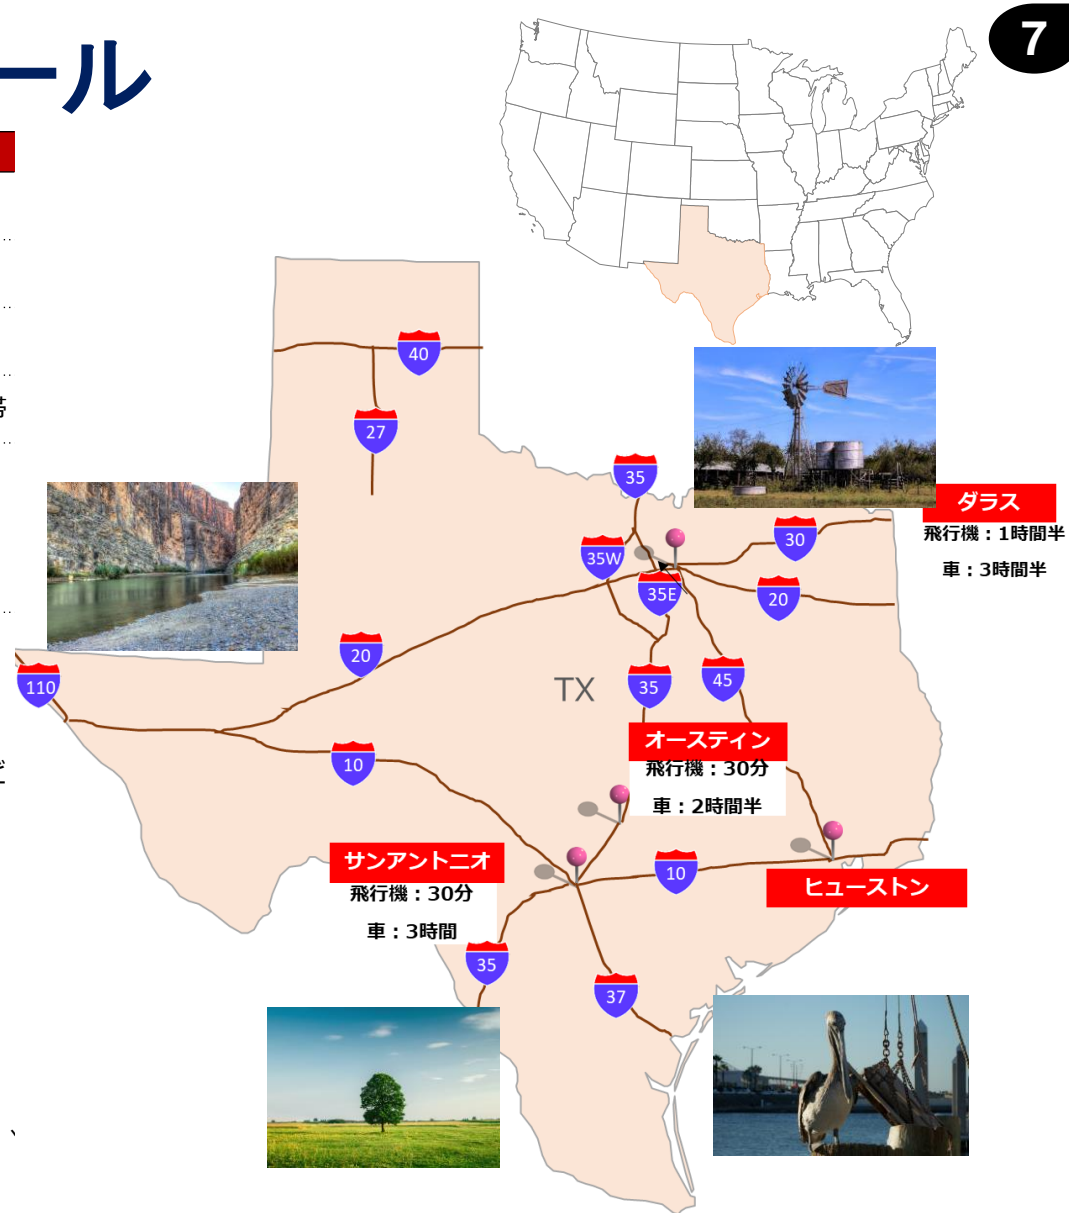 7
ール
40
27
35
35W
30
35E
20
20
110
35
45
TX
10
10
35
37
ダラス
飛行機：1時間半
車：3時間半
オースティン
飛行機：30分
車：2時間半
サンアントニオ
飛行機：30分
車：3時間
ヒューストン
、